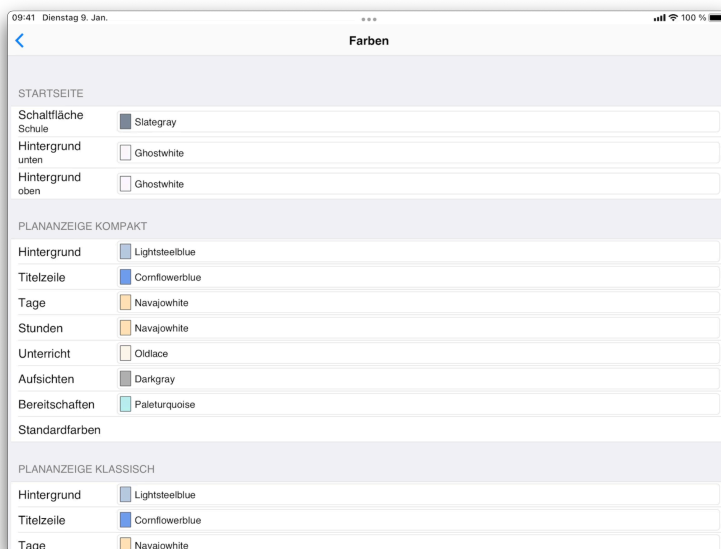 09:41 Dienstag 9. Jan.
100 %
Farben
STARTSEITE
Schaltfläche
Schule
Slategray
Hintergrund
unten
Ghostwhite
Hintergrund
oben
Ghostwhite
PLANANZEIGE KOMPAKT
Hintergrund Lightsteelblue
Titelzeile Cornflowerblue
Tage Navajowhite
Stunden Navajowhite
Unterricht Oldlace
Aufsichten Darkgray
Bereitschaften Paleturquoise
Standardfarben
PLANANZEIGE KLASSISCH
Hintergrund Lightsteelblue
Titelzeile Cornflowerblue
Tage Navajowhite